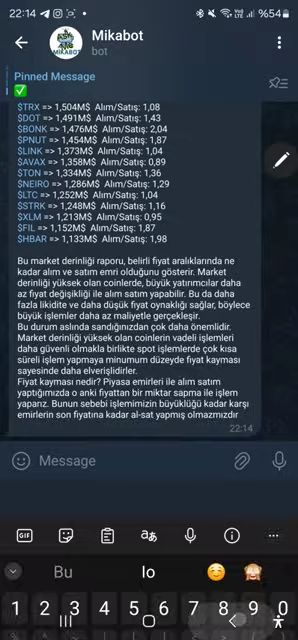 22:14
%54
Mikabot
bot
MIKABOT
Pinned Message
✅
$TRX => 1,504M$ Alım/Satış: 1,08
$DOT => 1,491M$ Alım/Satış: 1,43
$BONK => 1,476M$ Alım/Satış: 2,04
$PNUT => 1,454M$ Alım/Satış: 1,87
$LINK => 1,373M$ Alım/Satış: 1,04
$AVAX => 1,358M$ Alım/Satış: 0,89
$TON => 1,334M$ Alım/Satış: 1,36
$NEIRO => 1,286M$ Alım/Satış: 1,29
$LTC => 1,252M$ Alım/Satış: 1,04
$STRK => 1,248M$ Alım/Satış: 1,16
$XLM => 1,213M$ Alım/Satış: 0,95
$FIL => 1,152M$ Alım/Satış: 1,87
$HBAR => 1,133M$ Alım/Satış: 1,98
Bu market derinliği raporu, belirli fiyat aralıklarında ne
kadar alım ve satım emri olduğunu gösterir. Market
derinliği yüksek olan coinlerde, büyük yatırımcılar daha
az fiyat değişikliği ile alım satım yapabilir. Bu da daha
fazla likidite ve daha düşük fiyat oynaklığı sağlar, böylece
büyük işlemler daha az maliyetle gerçekleşir.
Bu durum aslında sandığınızdan çok daha önemlidir.
Market derinliği yüksek olan coinlerin vadeli işlemleri
daha güvenli olmakla birlikte spot işlemlerde çok kısa
süreli işlem yapmaya minumum düzeyde fiyat kayması
sayesinde daha elverişlidirler.
Fiyat kayması nedir? Piyasa emirleri ile alım satım
yaptığımızda o anki fiyattan bir miktar sapma ile işlem
yaparız. Bunun sebebi işlemimizin büyüklüğü kadar karşı
emirlerin son fiyatına kadar al-sat yapmış olmazmızdır
22:14
Message
GIF
Bu
lo
1 2 3 4 5 6 7 8 9 0